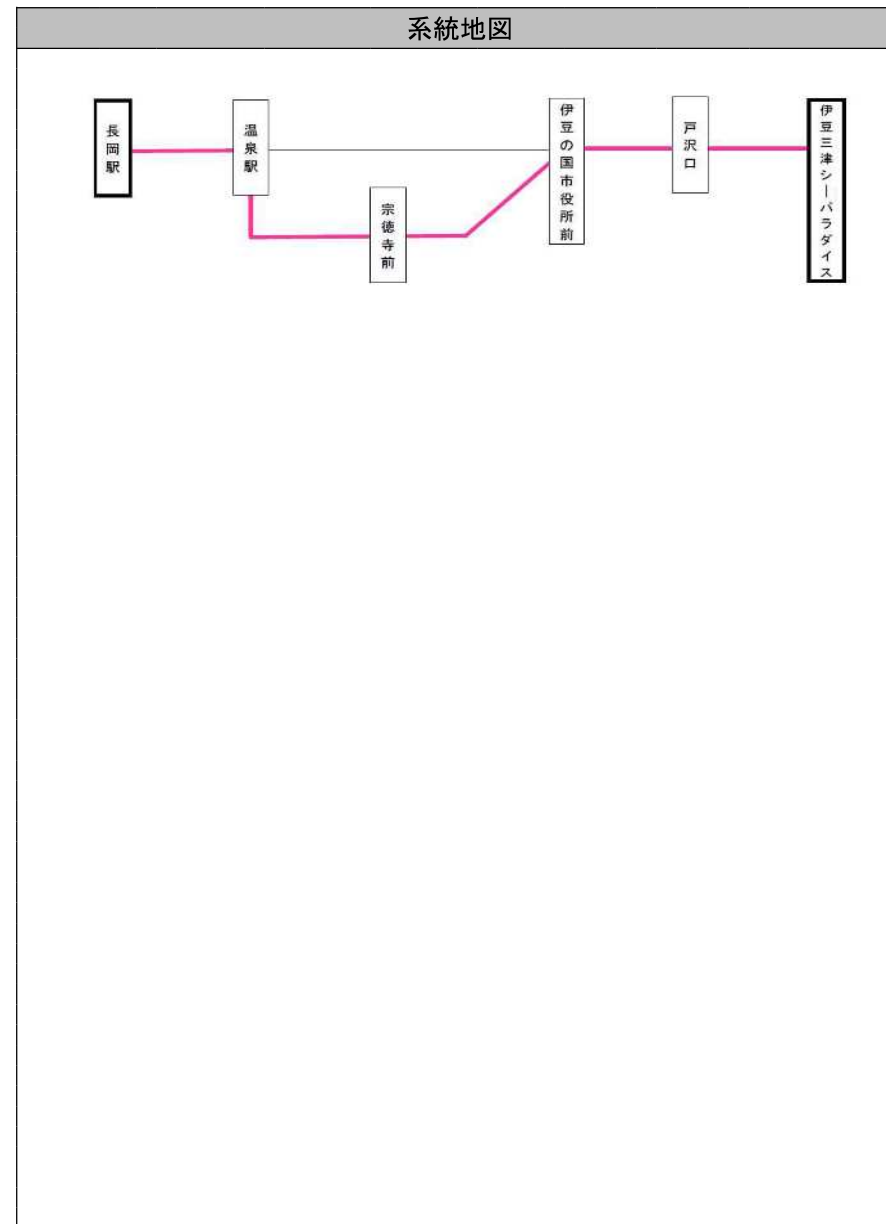 系統地図
長岡駅
温泉駅
宗徳寺前
伊豆の国市役所前
戸沢口
伊豆三津シーパラダイス